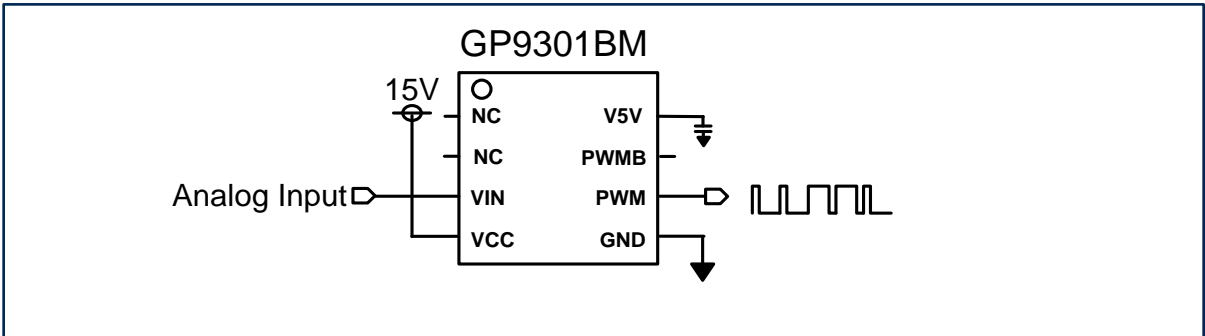 GP9301BM
15V
NC V5V
NC PWMB
Analog Input VIN PWM
VCC GND